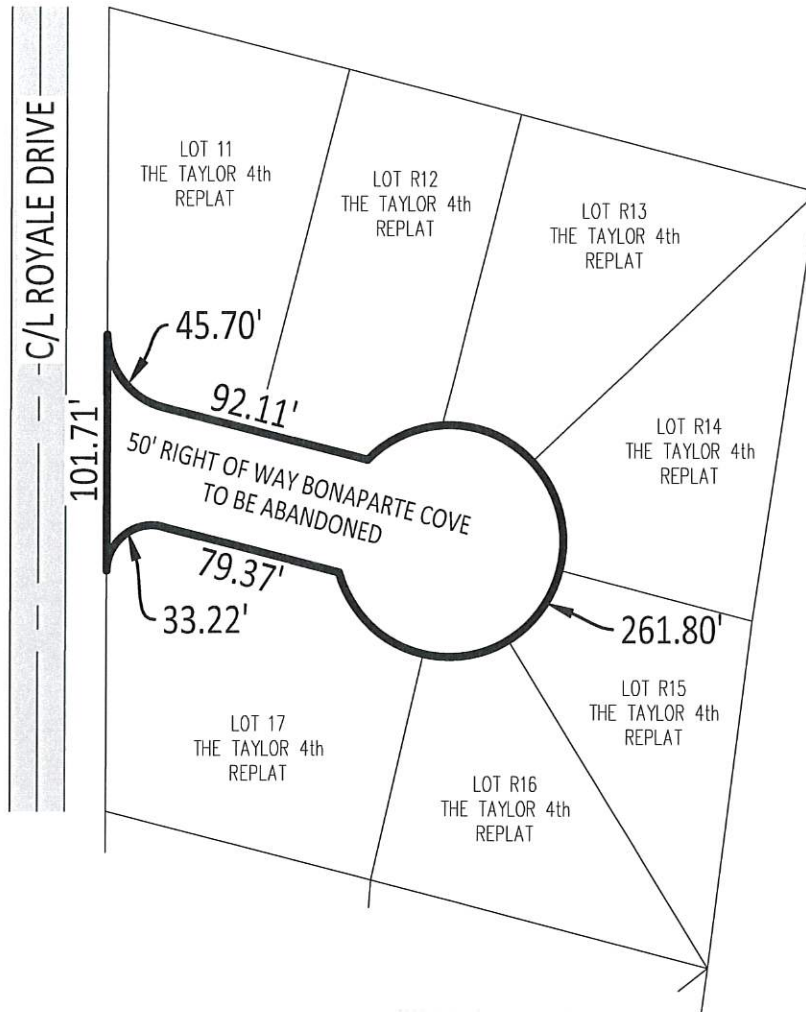 C/L ROYALE DRIVE
LOT 11
THE TAYLOR 4th
REPLAT
LOT R12
THE TAYLOR 4th
REPLAT
LOT R13
THE TAYLOR 4th
REPLAT
45.70'
92.11'
101.71'
50' RIGHT OF WAY BONAPARTE COVE
TO BE ABANDONED
LOT R14
THE TAYLOR 4th
REPLAT
79.37'
33.22'
261.80'
LOT R15
THE TAYLOR 4th
REPLAT
LOT 17
THE TAYLOR 4th
REPLAT
LOT R16
THE TAYLOR 4th
REPLAT